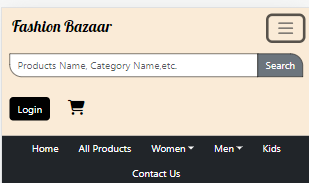 Fashion Bazaar
Products Name, Category Name,etc. Search
Login
Home All Products Women Men Kids
Contact Us